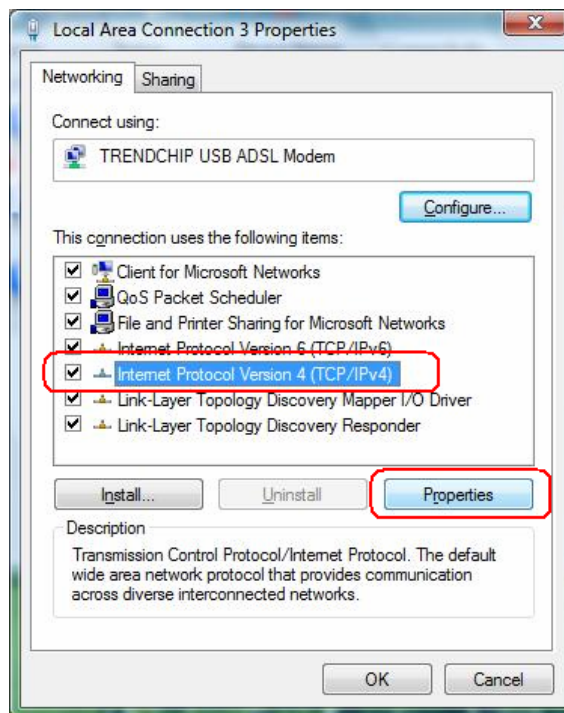 Local Area Connection 3 Properties
Networking
Sharing
Connect using:
TRENDCHIP USB ADSL Modem
Configure...
This connection uses the following items:
Client for Microsoft Networks
QoS Packet Scheduler
File and Printer Sharing for Microsoft Networks
Internet Protocol Version 6 (TCP/IPv6)
Internet Protocol Version 4 (TCP/IPv4)
Link-Layer Topology Discovery Mapper I/O Driver
Link-Layer Topology Discovery Responder
Install...
Uninstall
Properties
Description
Transmission Control Protocol/Internet Protocol. The default
wide area network protocol that provides communication
across diverse interconnected networks.
OK
Cancel